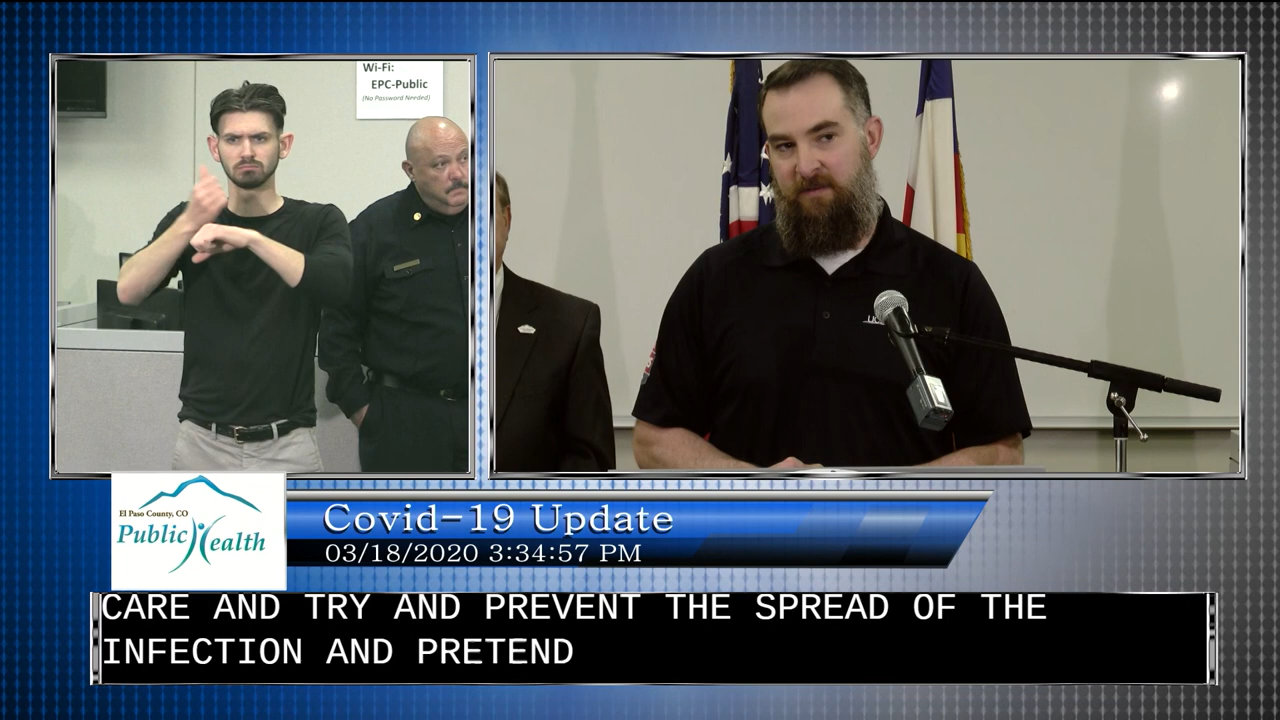 Wi-Fi:
EPC-Public
(No Password Needed)
El Paso County, CO
Public Health
Covid-19 Update
03/18/2020 3:34:57 PM
CARE AND TRY AND PREVENT THE SPREAD OF THE
INFECTION AND PRETEND